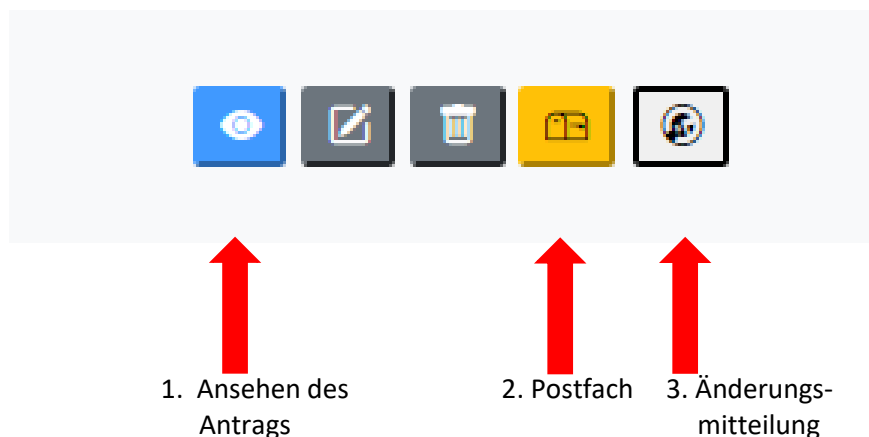 1. Ansehen des 2. Postfach 3. Änderungs-
Antrags mitteilung